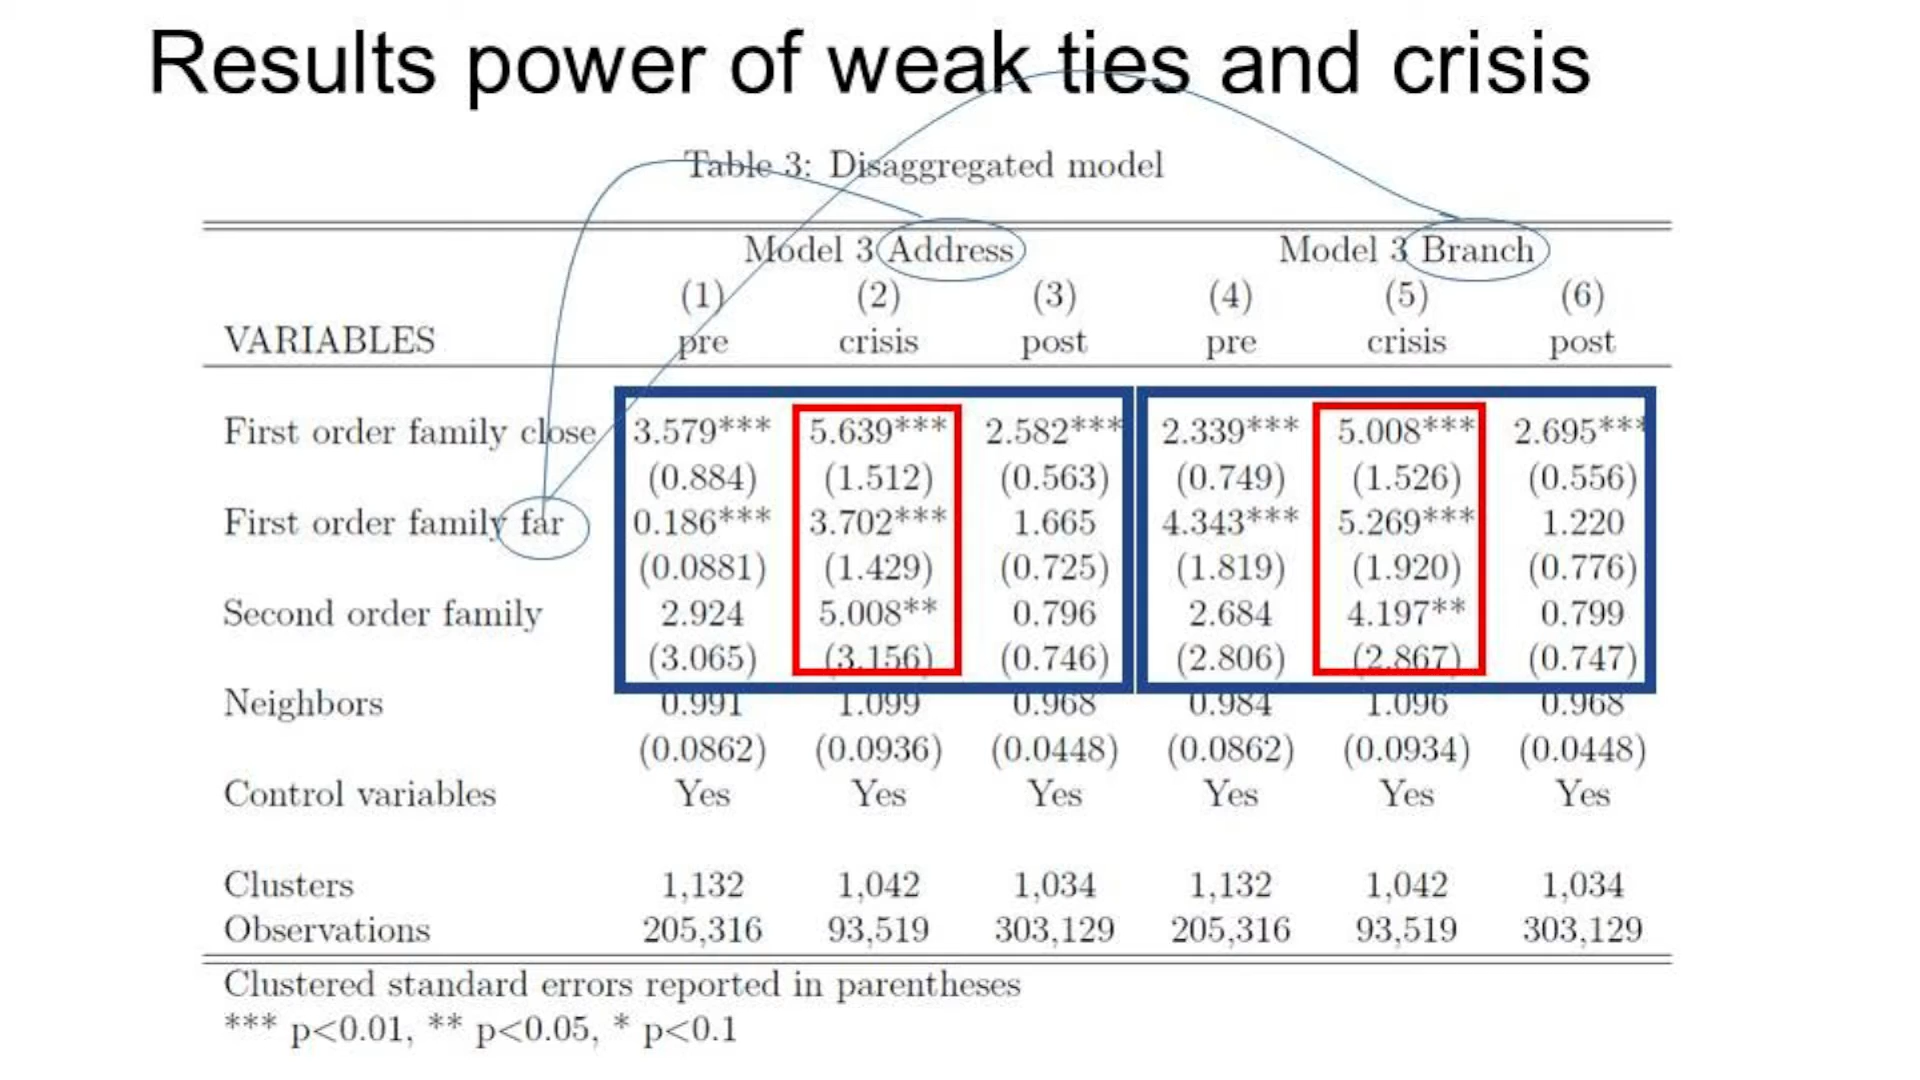 Results power of weak ties and crisis
Table 3: Disaggregated model
Model 3 Address Model 3 Branch
(1) (2) (3) (4) (5) (6)
VARIABLES pre crisis post pre crisis post
First order family close 3.579*** 5.639*** 2.582*** 2.339*** 5.008*** 2.695***
(0.884) (1.512) (0.563) (0.749) (1.526) (0.556)
First order family far 0.186*** 3.702*** 1.665 4.343*** 5.269*** 1.220
(0.0881) (1.429) (0.725) (1.819) (1.920) (0.776)
Second order family 2.924 5.008** 0.796 2.684 4.197** 0.799
(3.065) (3.156) (0.746) (2.806) (2.867) (0.747)
Neighbors 0.991 1.099 0.968 0.984 1.096 0.968
(0.0862) (0.0936) (0.0448) (0.0862) (0.0934) (0.0448)
Control variables Yes Yes Yes Yes Yes Yes
Clusters 1,132 1,042 1,034 1,132 1,042 1,034
Observations 205,316 93,519 303,129 205,316 93,519 303,129
Clustered standard errors reported in parentheses
*** p<0.01, ** p<0.05, * p<0.1